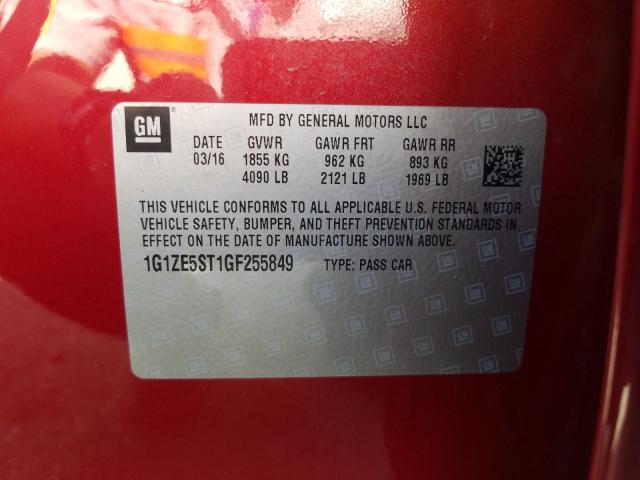 GM
MFD BY GENERAL MOTORS LLC
DATE GVWR GAWR FRT GAWR RR
03/16 1855 KG 962 KG 893 KG
4090 LB 2121 LB 1969 LB
THIS VEHICLE CONFORMS TO ALL APPLICABLE U.S. FEDERAL MOTOR
VEHICLE SAFETY, BUMPER, AND THEFT PREVENTION STANDARDS IN
EFFECT ON THE DATE OF MANUFACTURE SHOWN ABOVE.
1G1ZE5ST1GF255849 TYPE: PASS CAR